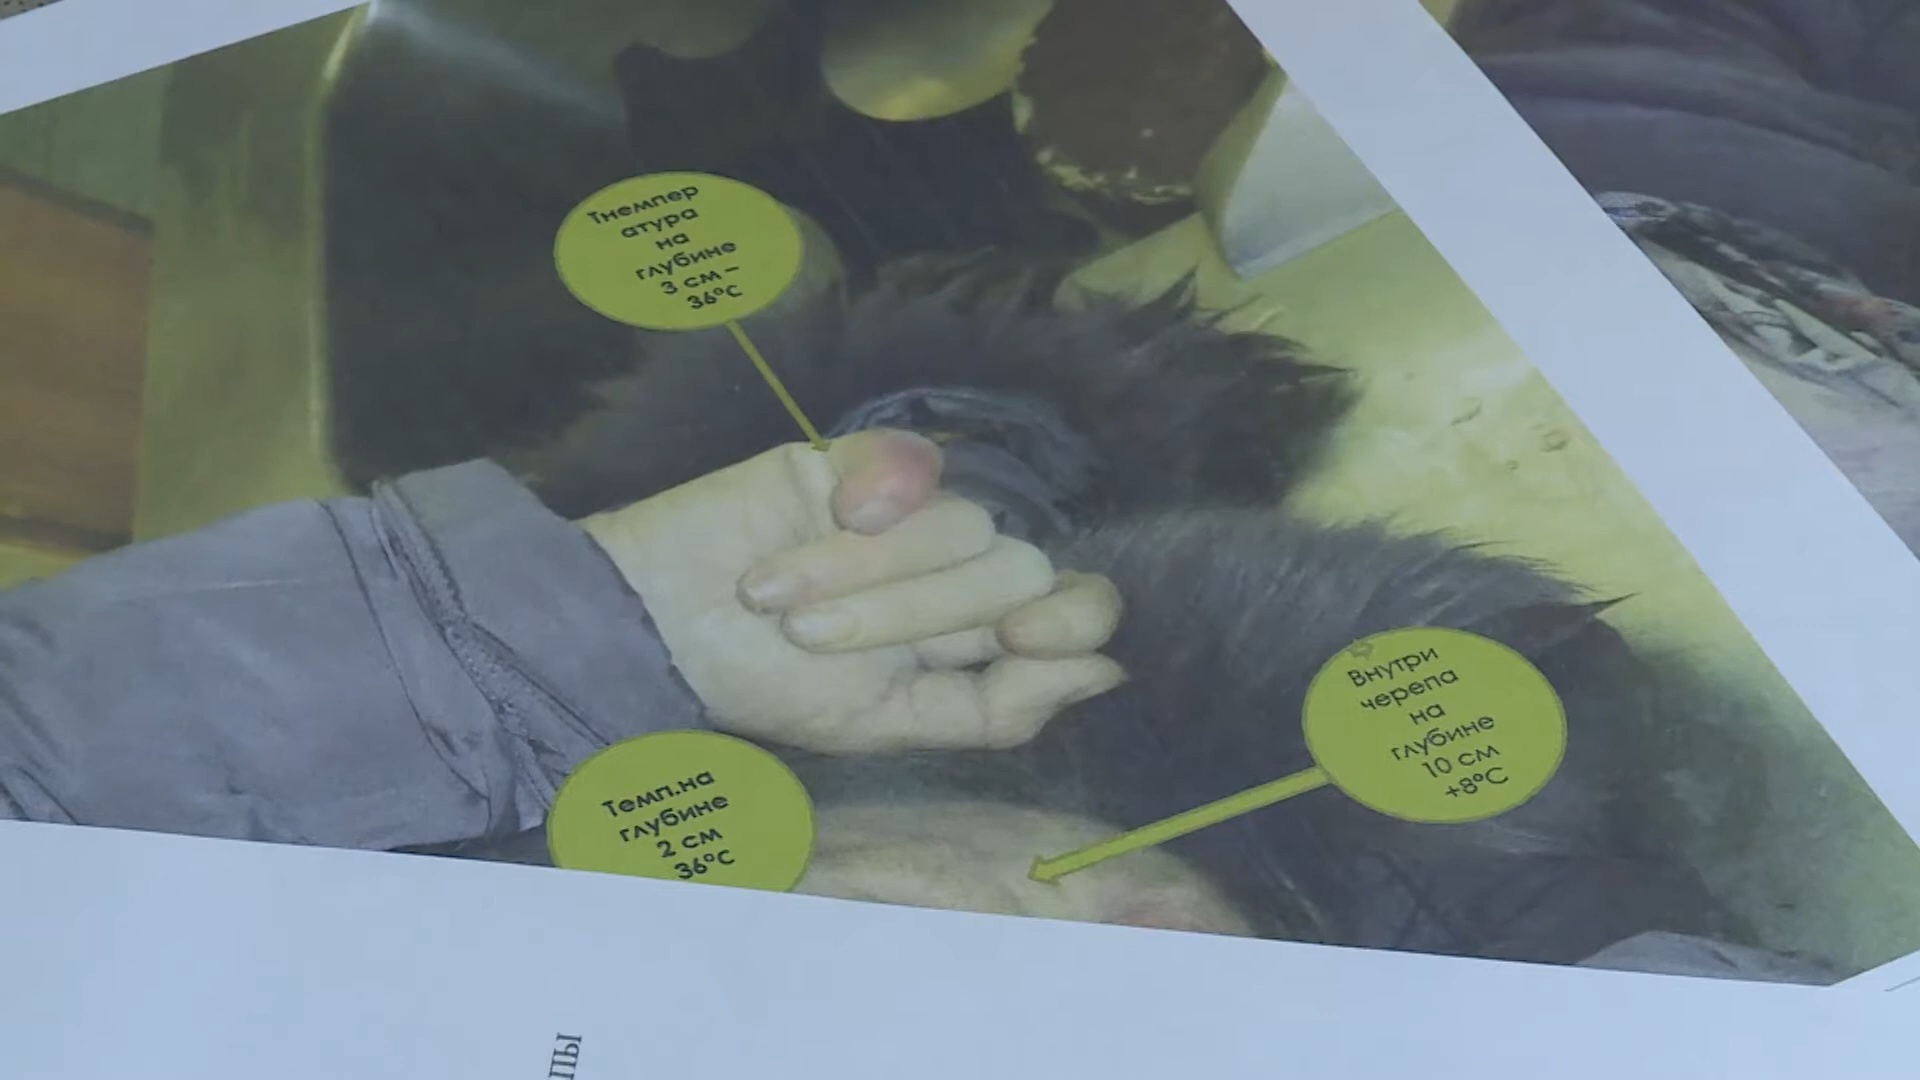 Тнемпер
атура
на
глубине
3 см –
36°C
Внутри
черепа
на
глубине
10 см
+8°C
Темп.на
глубине
2 см
36°C
ПЫ